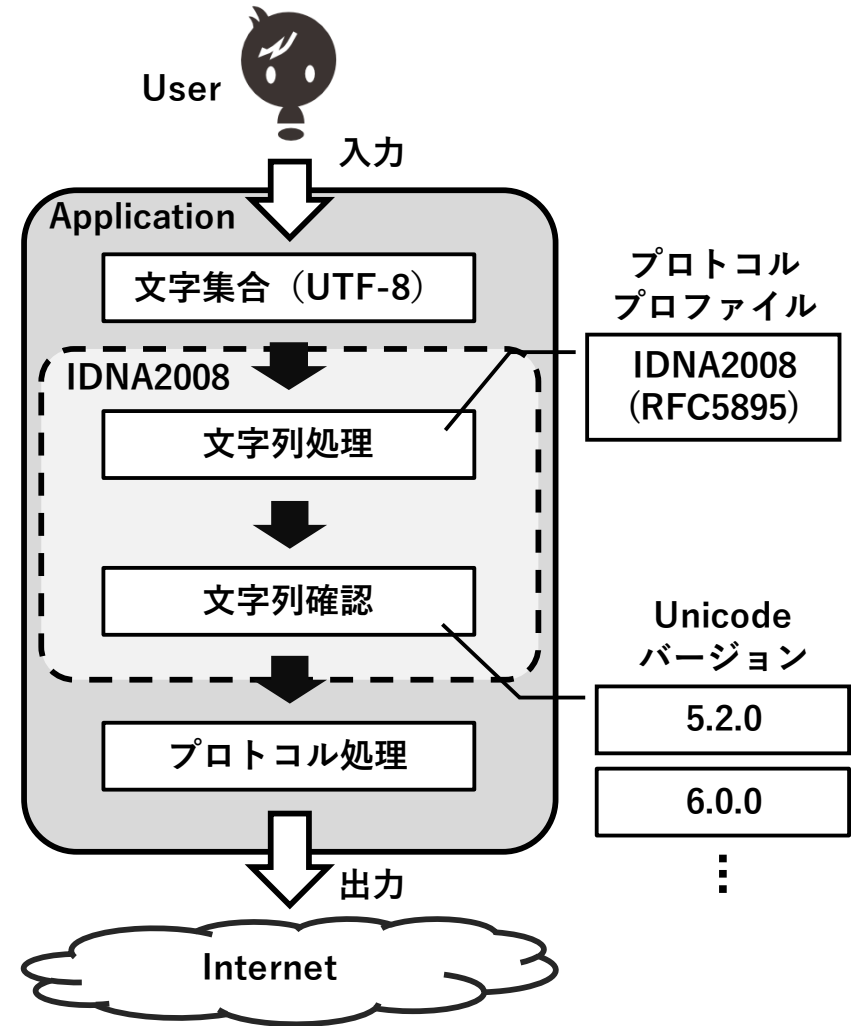 User
入力
Application
文字集合（UTF-8）
プロトコル
プロファイル
IDNA2008
(RFC5895)
IDNA2008
文字列処理
文字列確認
Unicode
バージョン
5.2.0
6.0.0
⋮
プロトコル処理
出力
Internet